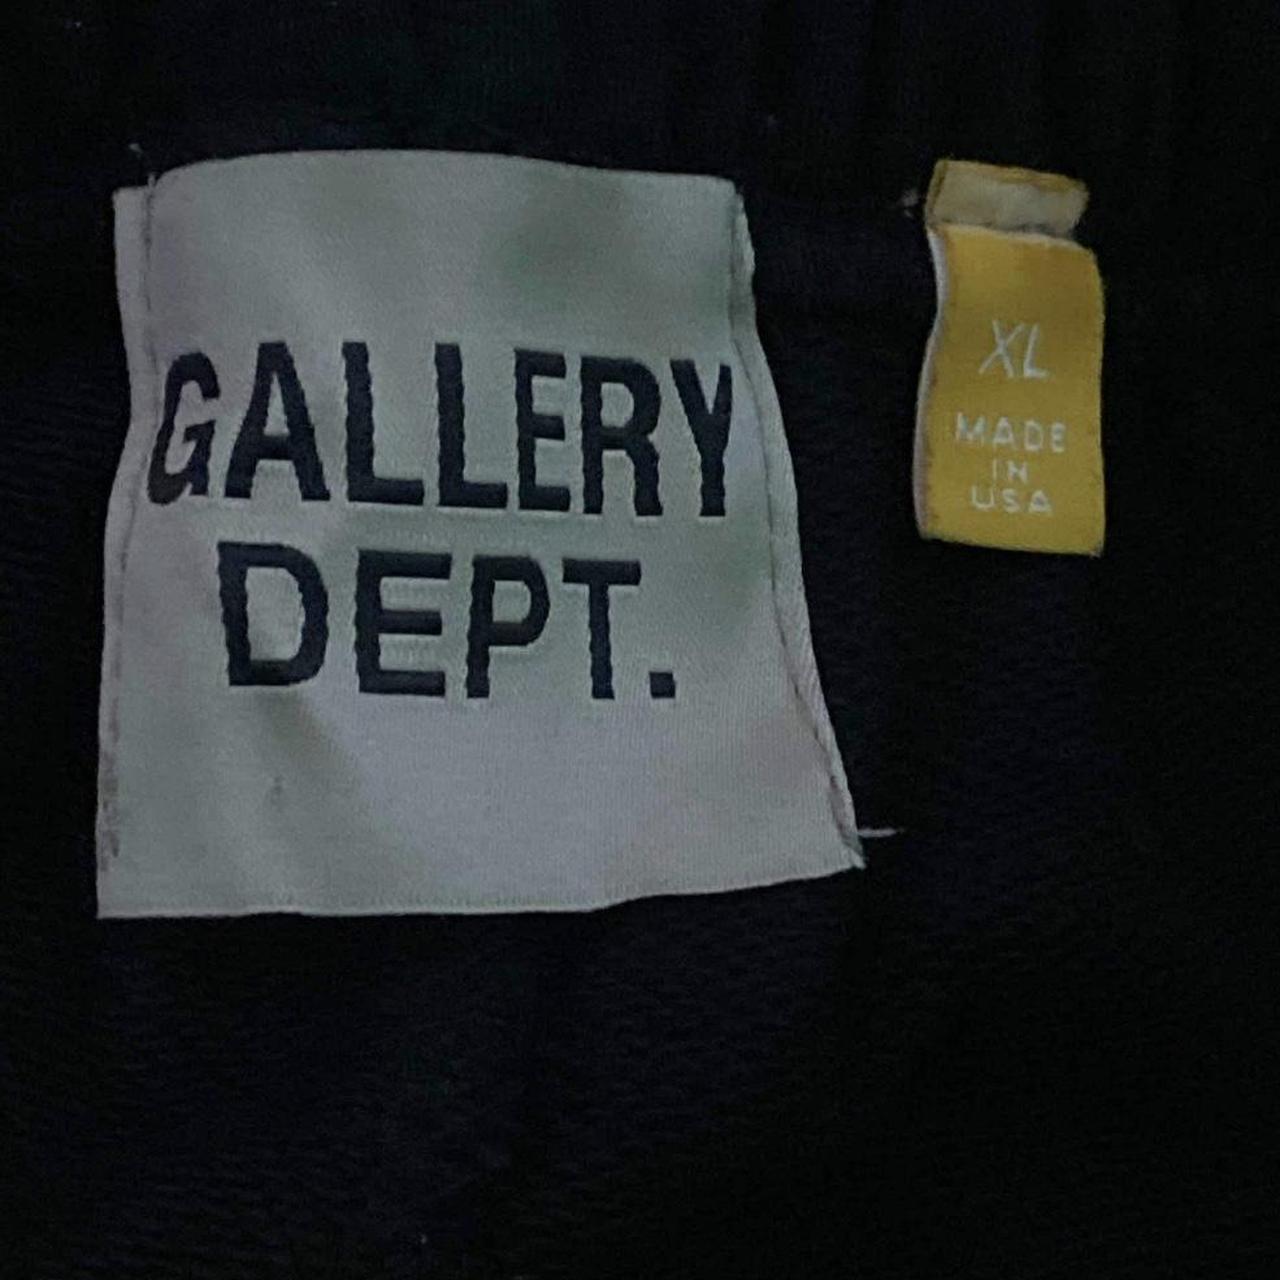 GALLERY
DEPT.
XL
MADE
IN
USA